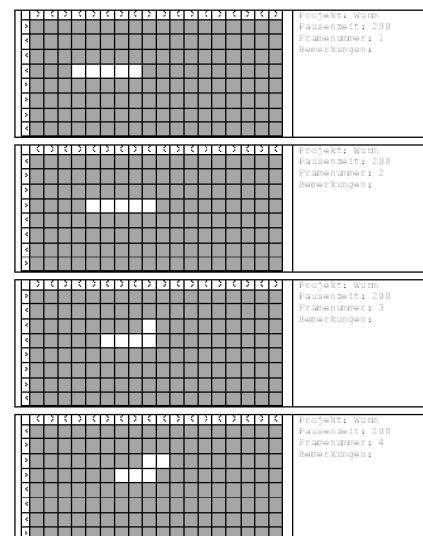 Projekt: Wurm
Pausenzeit: 200
Framenummer: 1
Bemerkungen:
Projekt: Wurm
Pausenzeit: 200
Framenummer: 2
Bemerkungen:
Projekt: Wurm
Pausenzeit: 200
Framenummer: 3
Bemerkungen:
Projekt: Wurm
Pausenzeit: 200
Framenummer: 4
Bemerkungen: